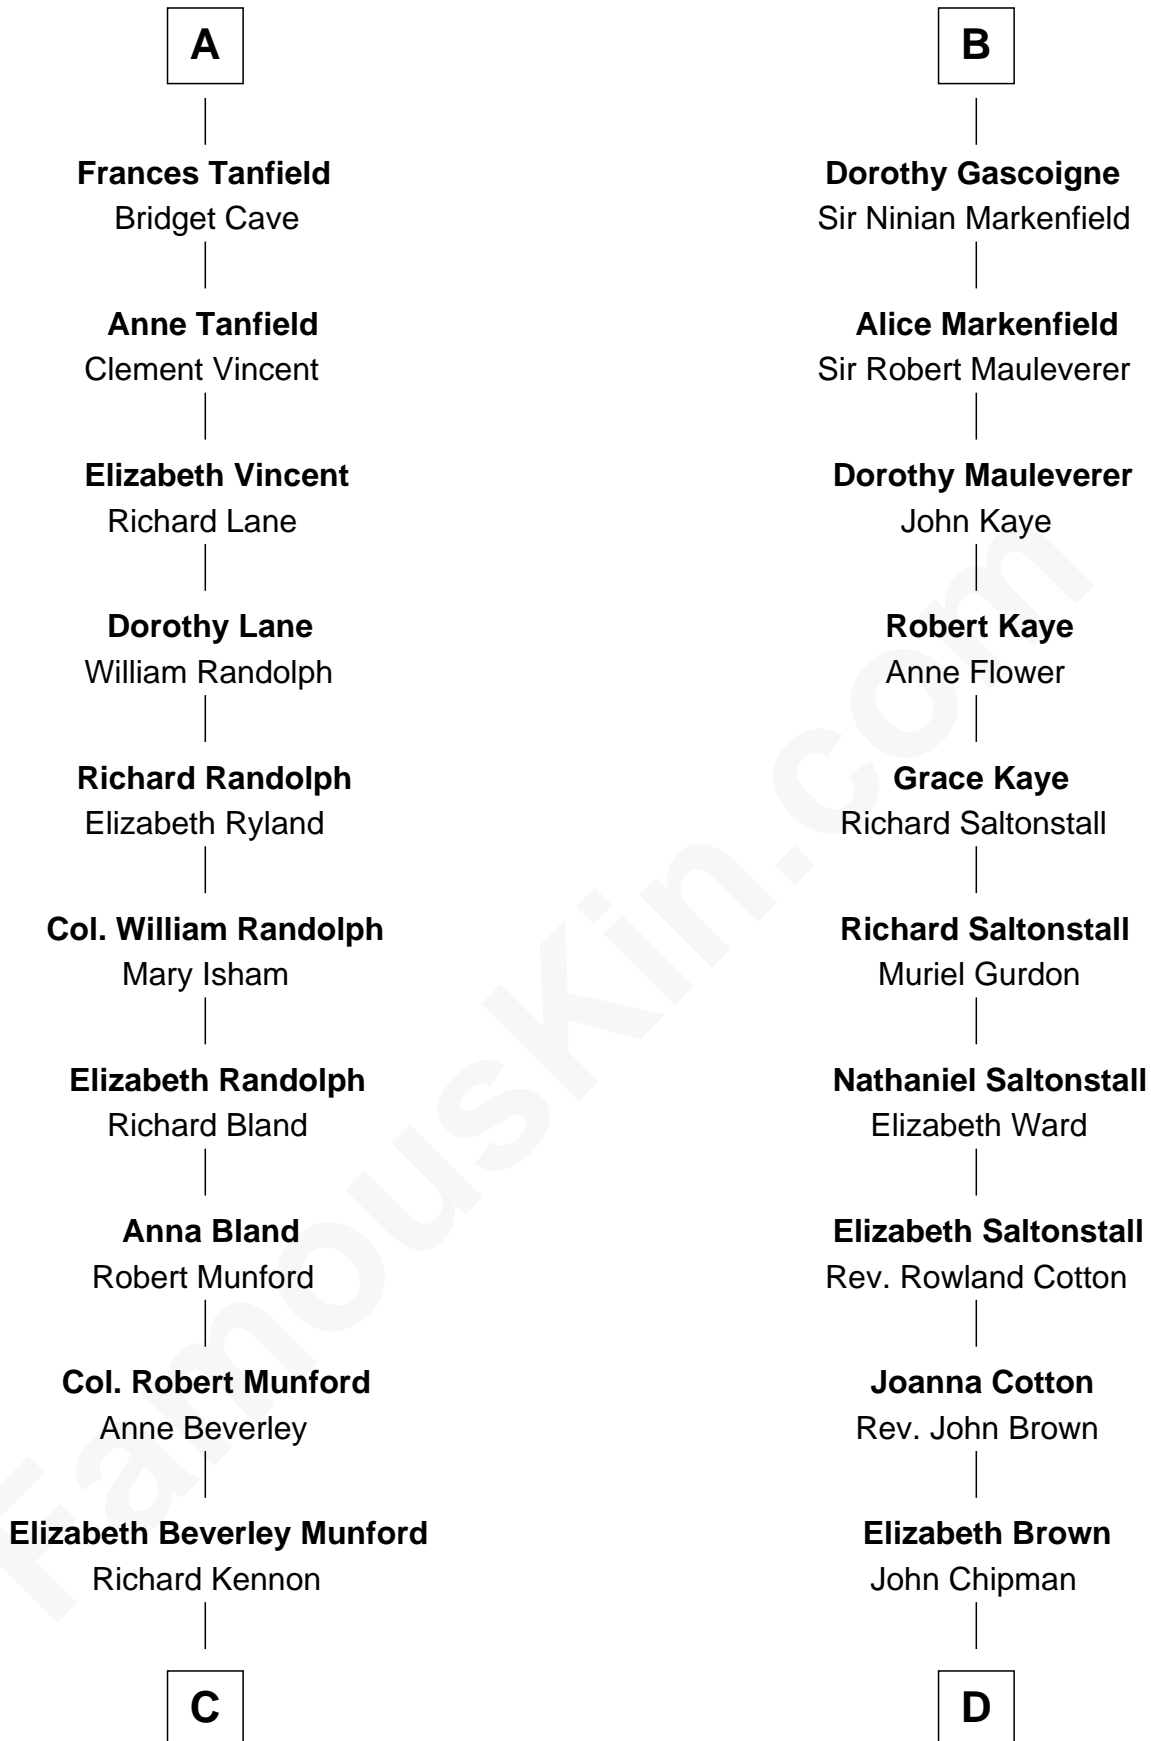 A
Frances Tanfield
Bridget Cave
Anne Tanfield
Clement Vincent
Elizabeth Vincent
Richard Lane
Dorothy Lane
William Randolph
Richard Randolph
Elizabeth Ryland
Col. William Randolph
Mary Isham
Elizabeth Randolph
Richard Bland
Anna Bland
Robert Munford
Col. Robert Munford
Anne Beverley
Elizabeth Beverley Munford
Richard Kennon
C
B
Dorothy Gascoigne
Sir Ninian Markenfield
Alice Markenfield
Sir Robert Mauleverer
Dorothy Mauleverer
John Kaye
Robert Kaye
Anne Flower
Grace Kaye
Richard Saltonstall
Richard Saltonstall
Muriel Gurdon
Nathaniel Saltonstall
Elizabeth Ward
Elizabeth Saltonstall
Rev. Rowland Cotton
Joanna Cotton
Rev. John Brown
Elizabeth Brown
John Chipman
D
FamousKin.com